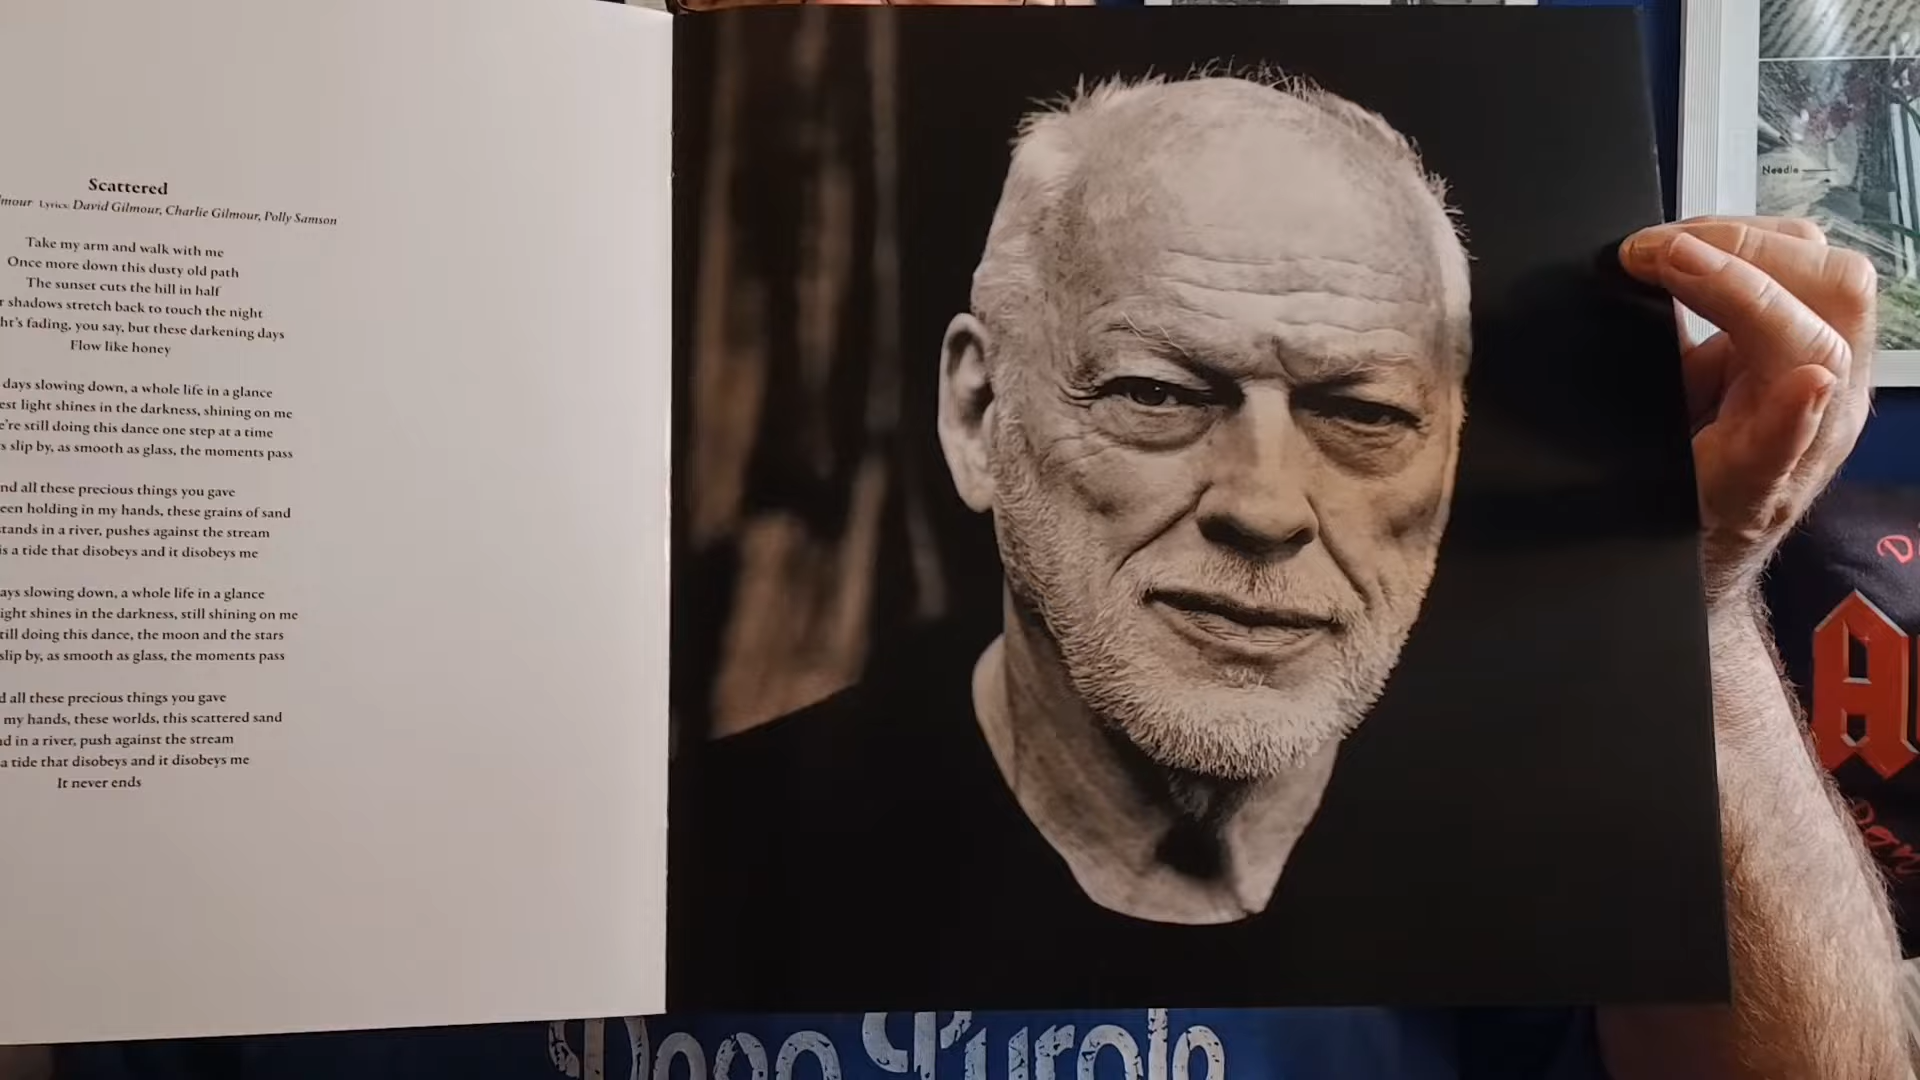 Scattered
mour Lyrics: David Gilmour, Charlie Gilmour, Polly Samson
Take my arm and walk with me
Once more down this dusty old path
The sunset cuts the hill in half
r shadows stretch back to touch the night
ht's fading, you say, but these darkening days
Flow like honey
days slowing down, a whole life in a glance
est light shines in the darkness, shining on me
e're still doing this dance one step at a time
s slip by, as smooth as glass, the moments pass
nd all these precious things you gave
een holding in my hands, these grains of sand
tands in a river, pushes against the stream
is a tide that disobeys and it disobeys me
ays slowing down, a whole life in a glance
ight shines in the darkness, still shining on me
till doing this dance, the moon and the stars
slip by, as smooth as glass, the moments pass
d all these precious things you gave
my hands, these worlds, this scattered sand
nd in a river, push against the stream
a tide that disobeys and it disobeys me
It never ends
Needle
Deep Purple